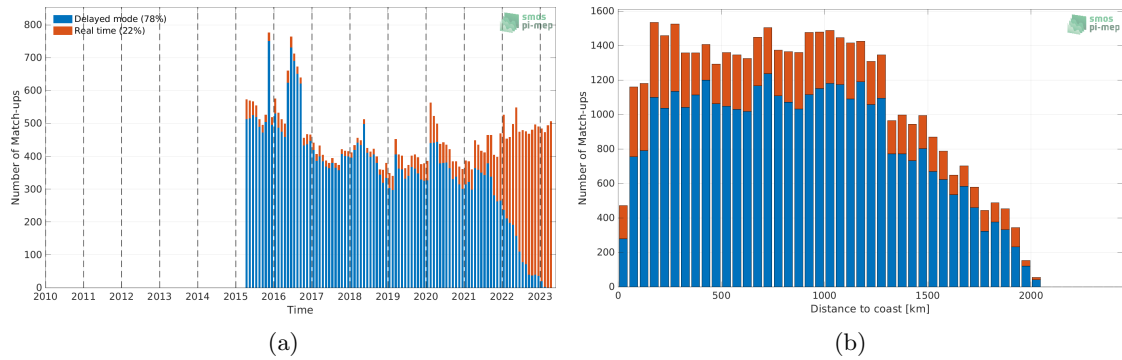 Delayed mode (78%)
Real time (22%)
smos
pi-mep
Number of Match-ups
800
700
600
500
400
300
200
100
0
2010 2011 2012 2013 2014 2015 2016 2017 2018 2019 2020 2021 2022 2023
Time
(a)
smos
pi-mep
Number of Match-ups
1600
1400
1200
1000
800
600
400
200
0
0 500 1000 1500 2000
Distance to coast [km]
(b)